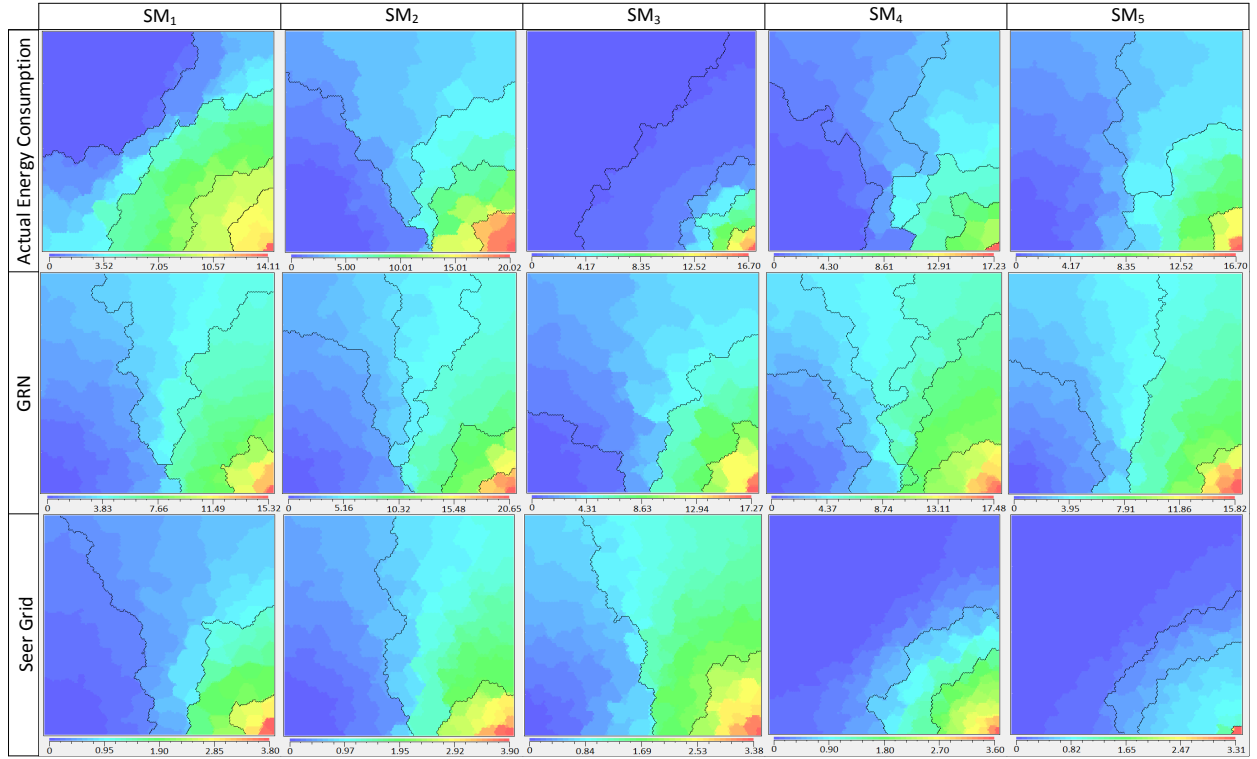 SM1 SM2 SM3 SM4 SM5
Actual Energy Consumption
0 3.52 7.05 10.57 14.11
0 5.00 10.01 15.01 20.02
0 4.17 8.35 12.52 16.70
0 4.30 8.61 12.91 17.23
0 4.17 8.35 12.52 16.70
GRN
0 3.83 7.66 11.49 15.32
0 5.16 10.32 15.48 20.65
0 4.31 8.63 12.94 17.27
0 4.37 8.74 13.11 17.48
0 3.95 7.91 11.86 15.82
Seer Grid
0 0.95 1.90 2.85 3.80
0 0.97 1.95 2.92 3.90
0 0.84 1.69 2.53 3.38
0 0.90 1.80 2.70 3.60
0 0.82 1.65 2.47 3.31